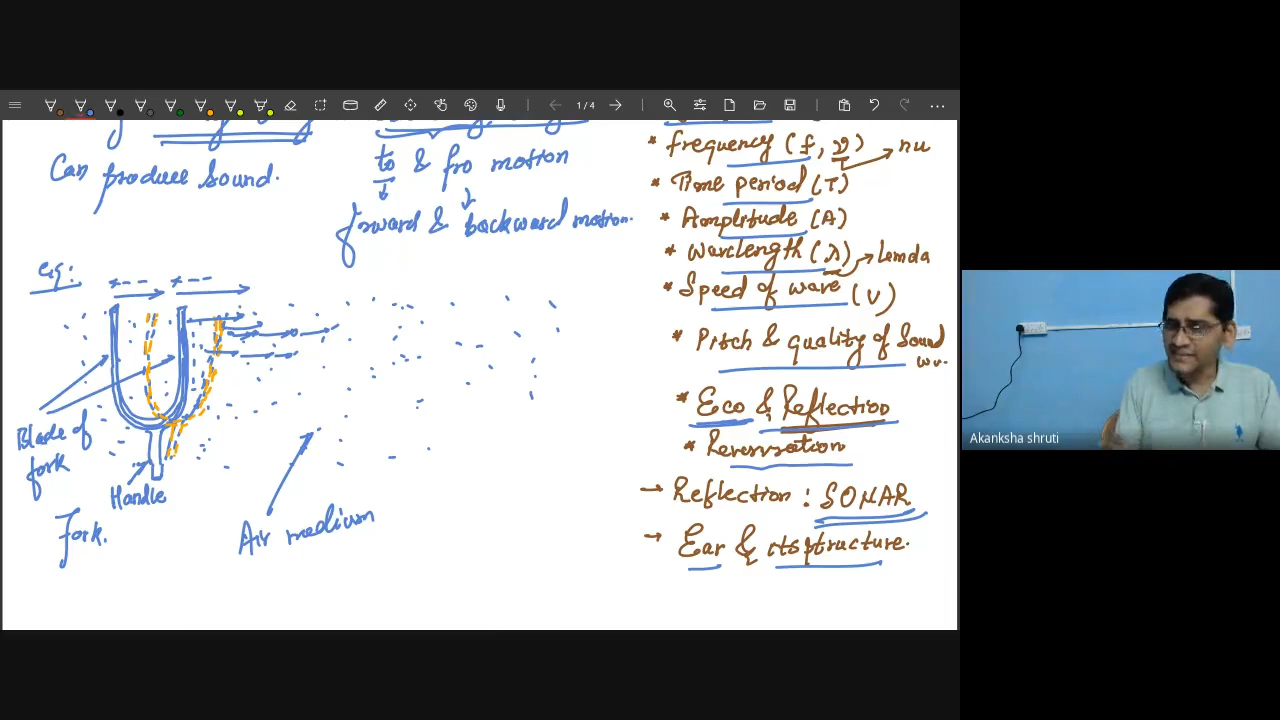 1/4
Can produce Sound.
to & fro motion
forward & backward motion.
eg:
Blade of
fork
Handle
Fork.
Air medium
* frequency (f, ν) → nu
* Time period (T)
* Amplitude (A)
* Wavelength (λ) → lemda
* Speed of wave (v)
* Pitch & quality of Sound
* Eco & Reflection
→ Reflection : SONAR
→ Ear & its structure.
Akanksha shruti